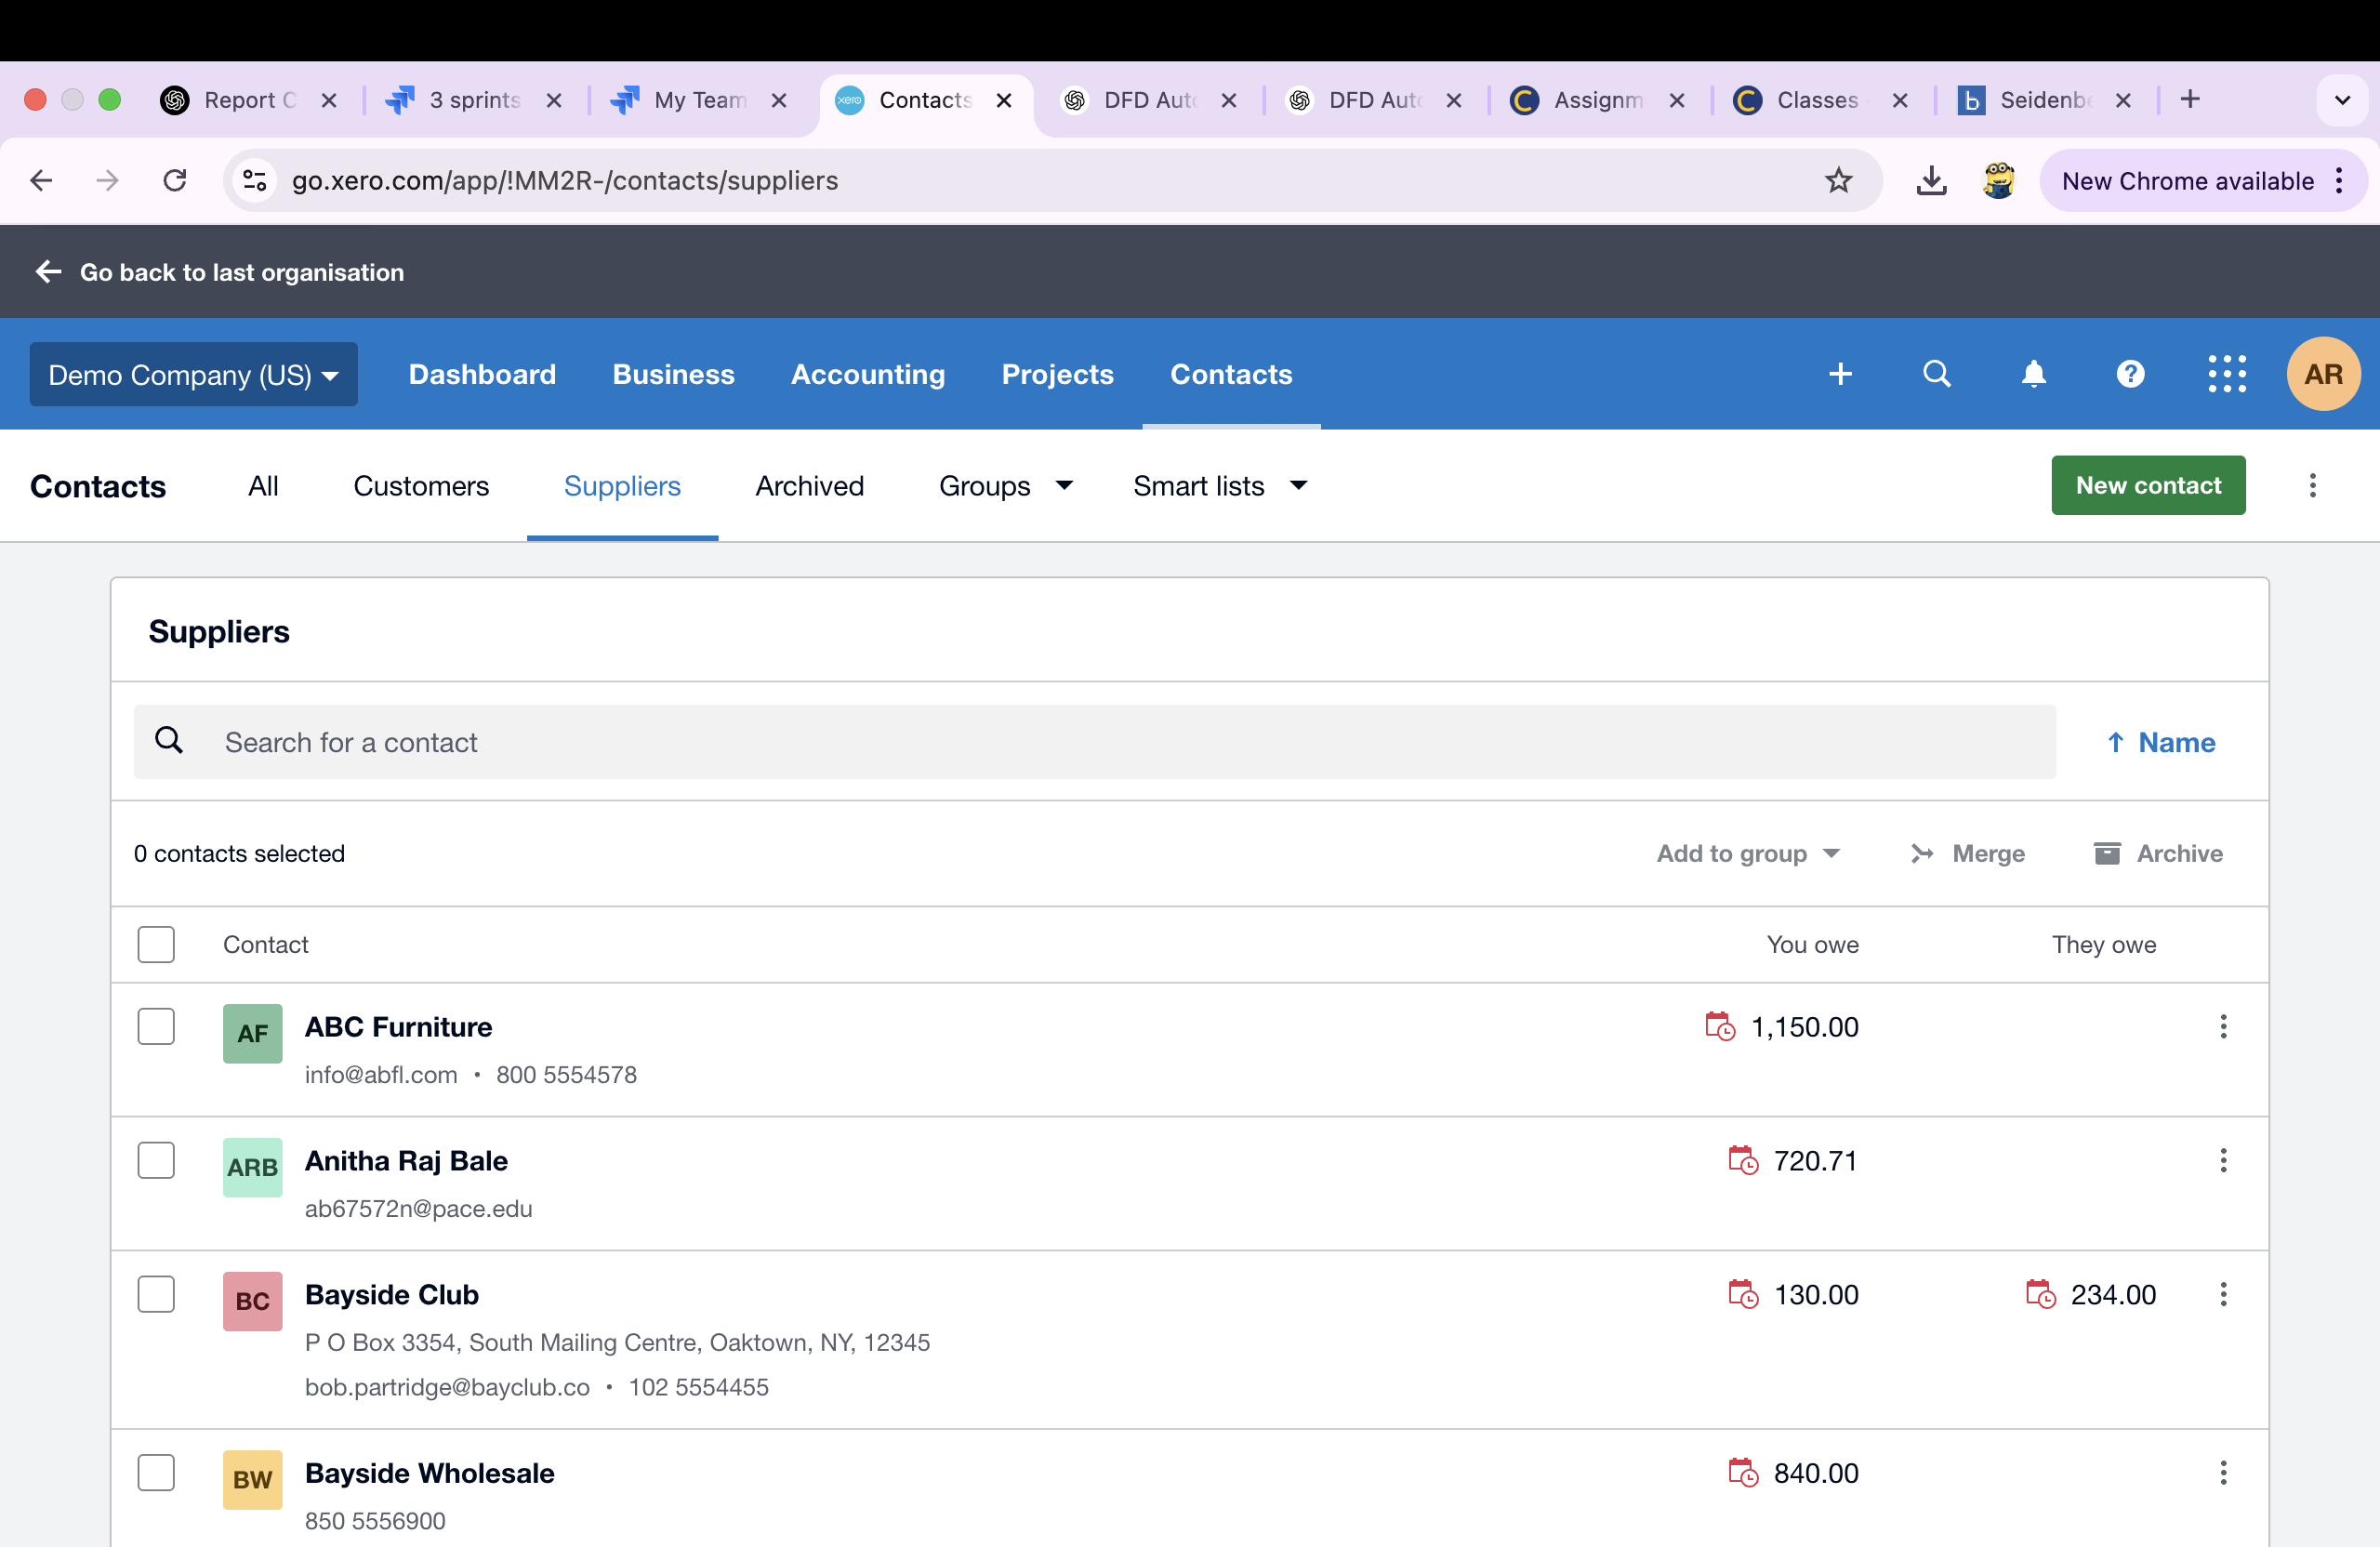 Report C
3 sprints
My Team
xero
Contacts
DFD Auto
DFD Auto
Assignm
Classes
b
Seidenbe
go.xero.com/app/!MM2R-/contacts/suppliers
New Chrome available
Go back to last organisation
Demo Company (US)
Dashboard
Business
Accounting
Projects
Contacts
AR
Contacts
All
Customers
Suppliers
Archived
Groups
Smart lists
New contact
Suppliers
Search for a contact
Name
0 contacts selected
Add to group
Merge
Archive
Contact
You owe
They owe
AF
ABC Furniture
1,150.00
info@abfl.com • 800 5554578
ARB
Anitha Raj Bale
720.71
ab67572n@pace.edu
BC
Bayside Club
130.00
234.00
P O Box 3354, South Mailing Centre, Oaktown, NY, 12345
bob.partridge@bayclub.co • 102 5554455
BW
Bayside Wholesale
840.00
850 5556900